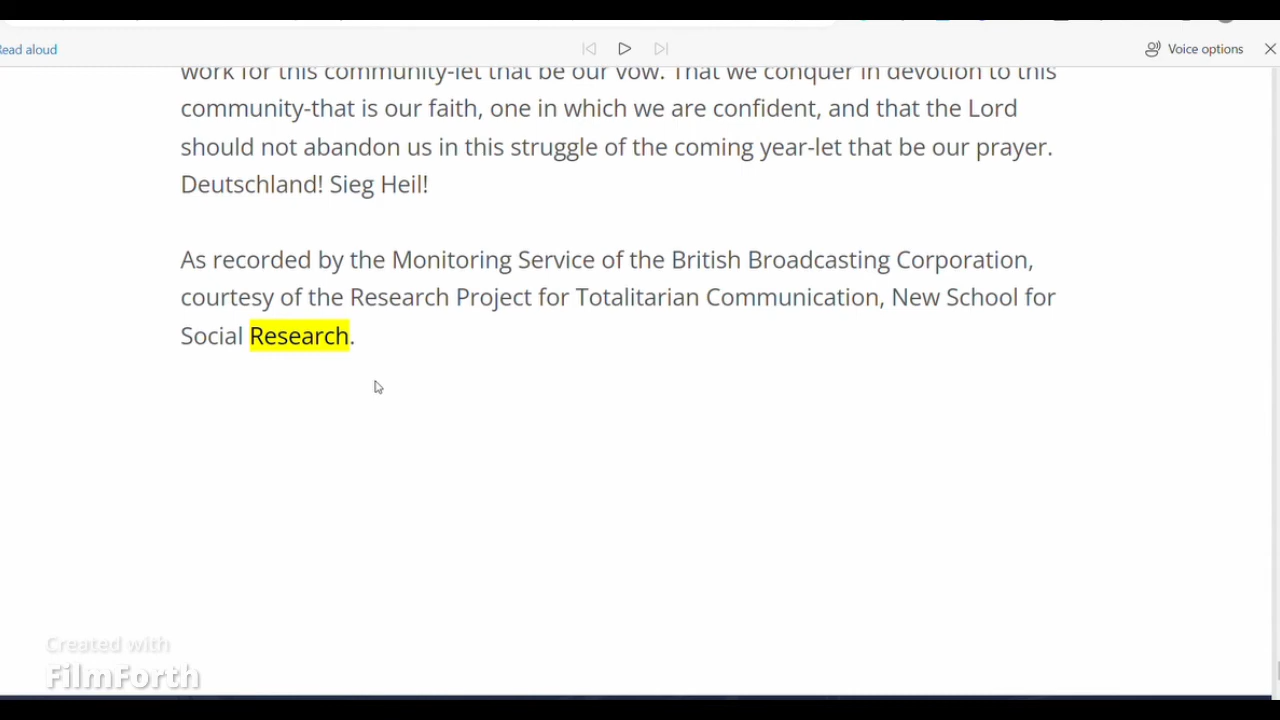 Read aloud
Voice options
work for this community-let that be our vow. That we conquer in devotion to this
community-that is our faith, one in which we are confident, and that the Lord
should not abandon us in this struggle of the coming year-let that be our prayer.
Deutschland! Sieg Heil!
As recorded by the Monitoring Service of the British Broadcasting Corporation,
courtesy of the Research Project for Totalitarian Communication, New School for
Social Research.
Created with
FilmForth